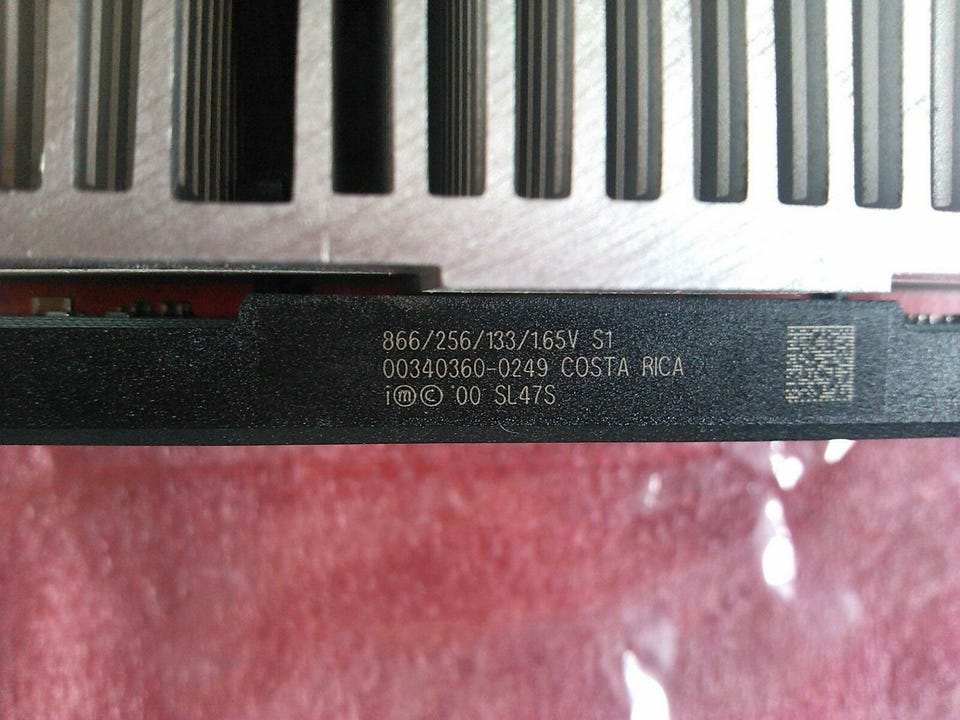 866/256/133/1.65V S1
00340360-0249 COSTA RICA
i ⓜ © '00 SL47S